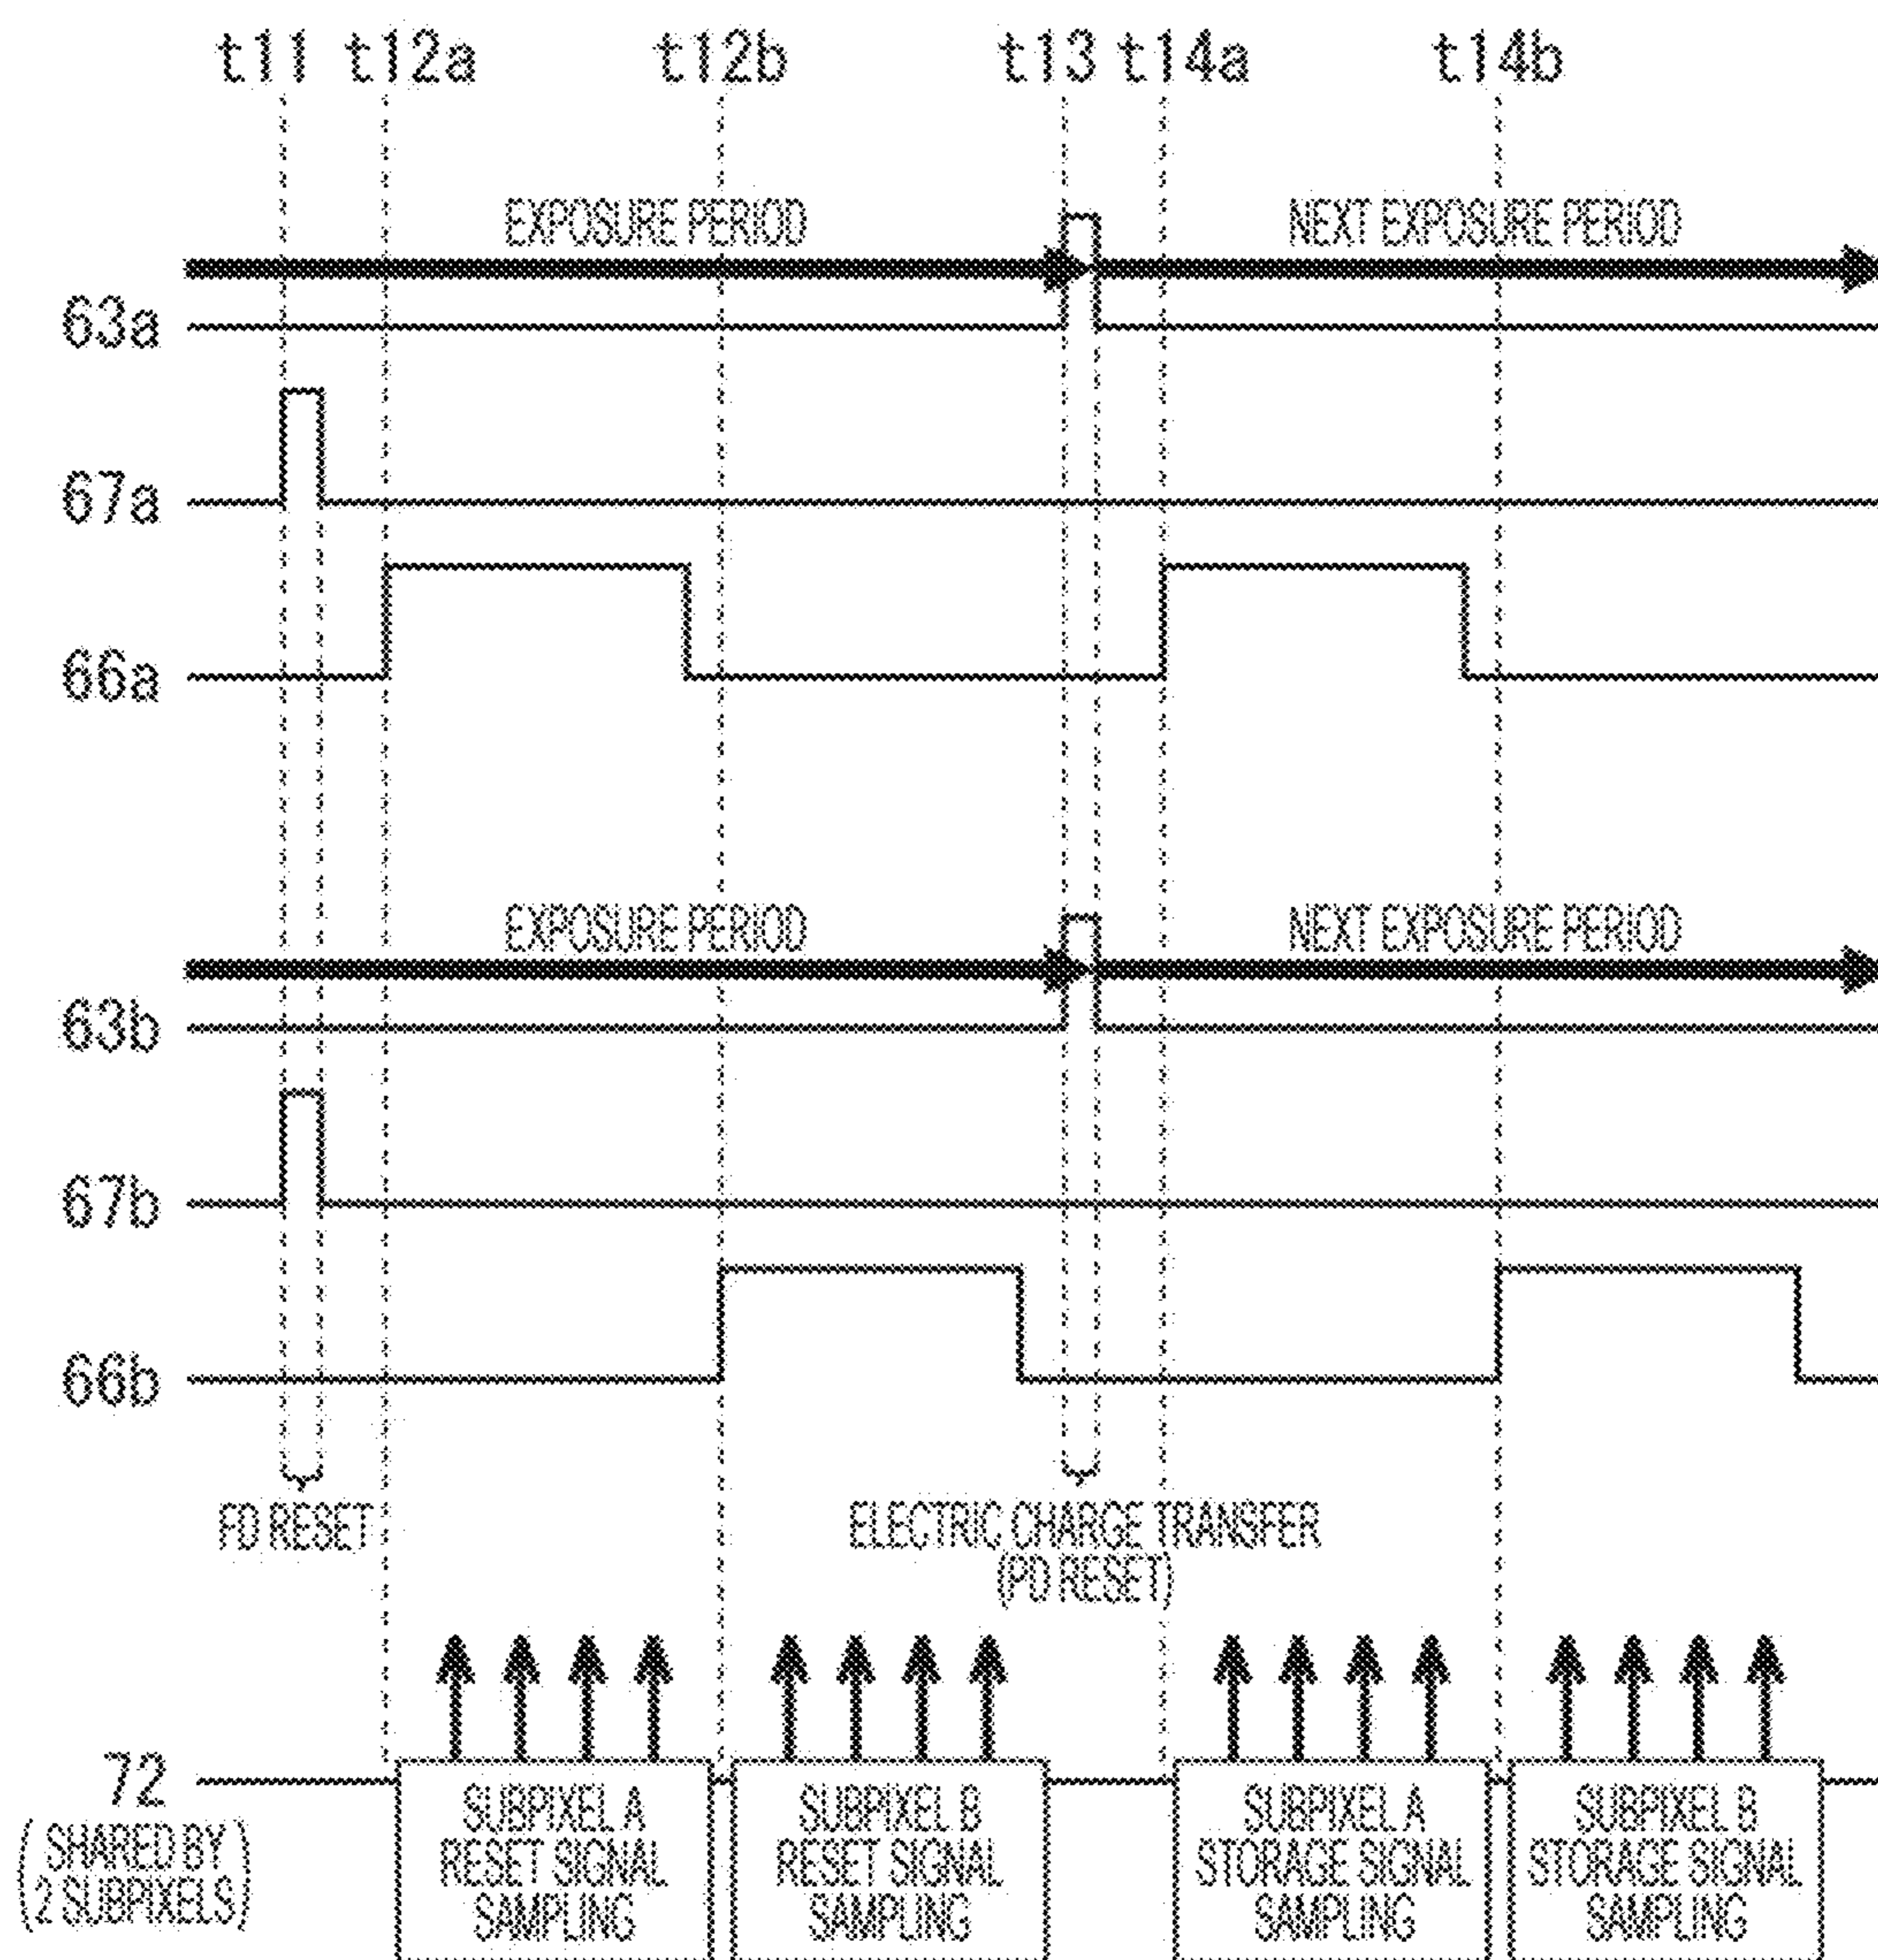 t11 t12a t12b t13 t14a t14b
EXPOSURE PERIOD NEXT EXPOSURE PERIOD
63a
67a
66a
EXPOSURE PERIOD NEXT EXPOSURE PERIOD
63b
67b
66b
FD RESET
ELECTRIC CHARGE TRANSFER
(PD RESET)
72
(SHARED BY
2 SUBPIXELS)
SUBPIXEL A
RESET SIGNAL
SAMPLING
SUBPIXEL B
RESET SIGNAL
SAMPLING
SUBPIXEL A
STORAGE SIGNAL
SAMPLING
SUBPIXEL B
STORAGE SIGNAL
SAMPLING